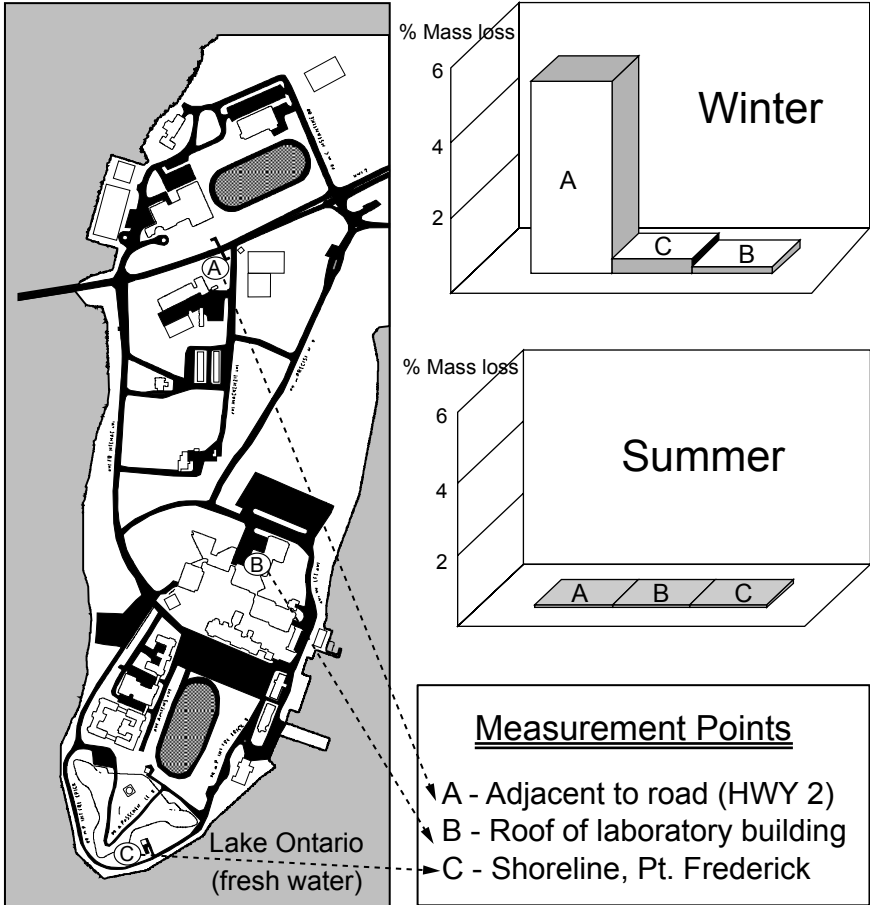 A
B
C
Lake Ontario
(fresh water)
% Mass loss
6
4
2
Winter
A
C
B
% Mass loss
6
4
2
Summer
A
B
C
Measurement Points
A - Adjacent to road (HWY 2)
B - Roof of laboratory building
C - Shoreline, Pt. Frederick